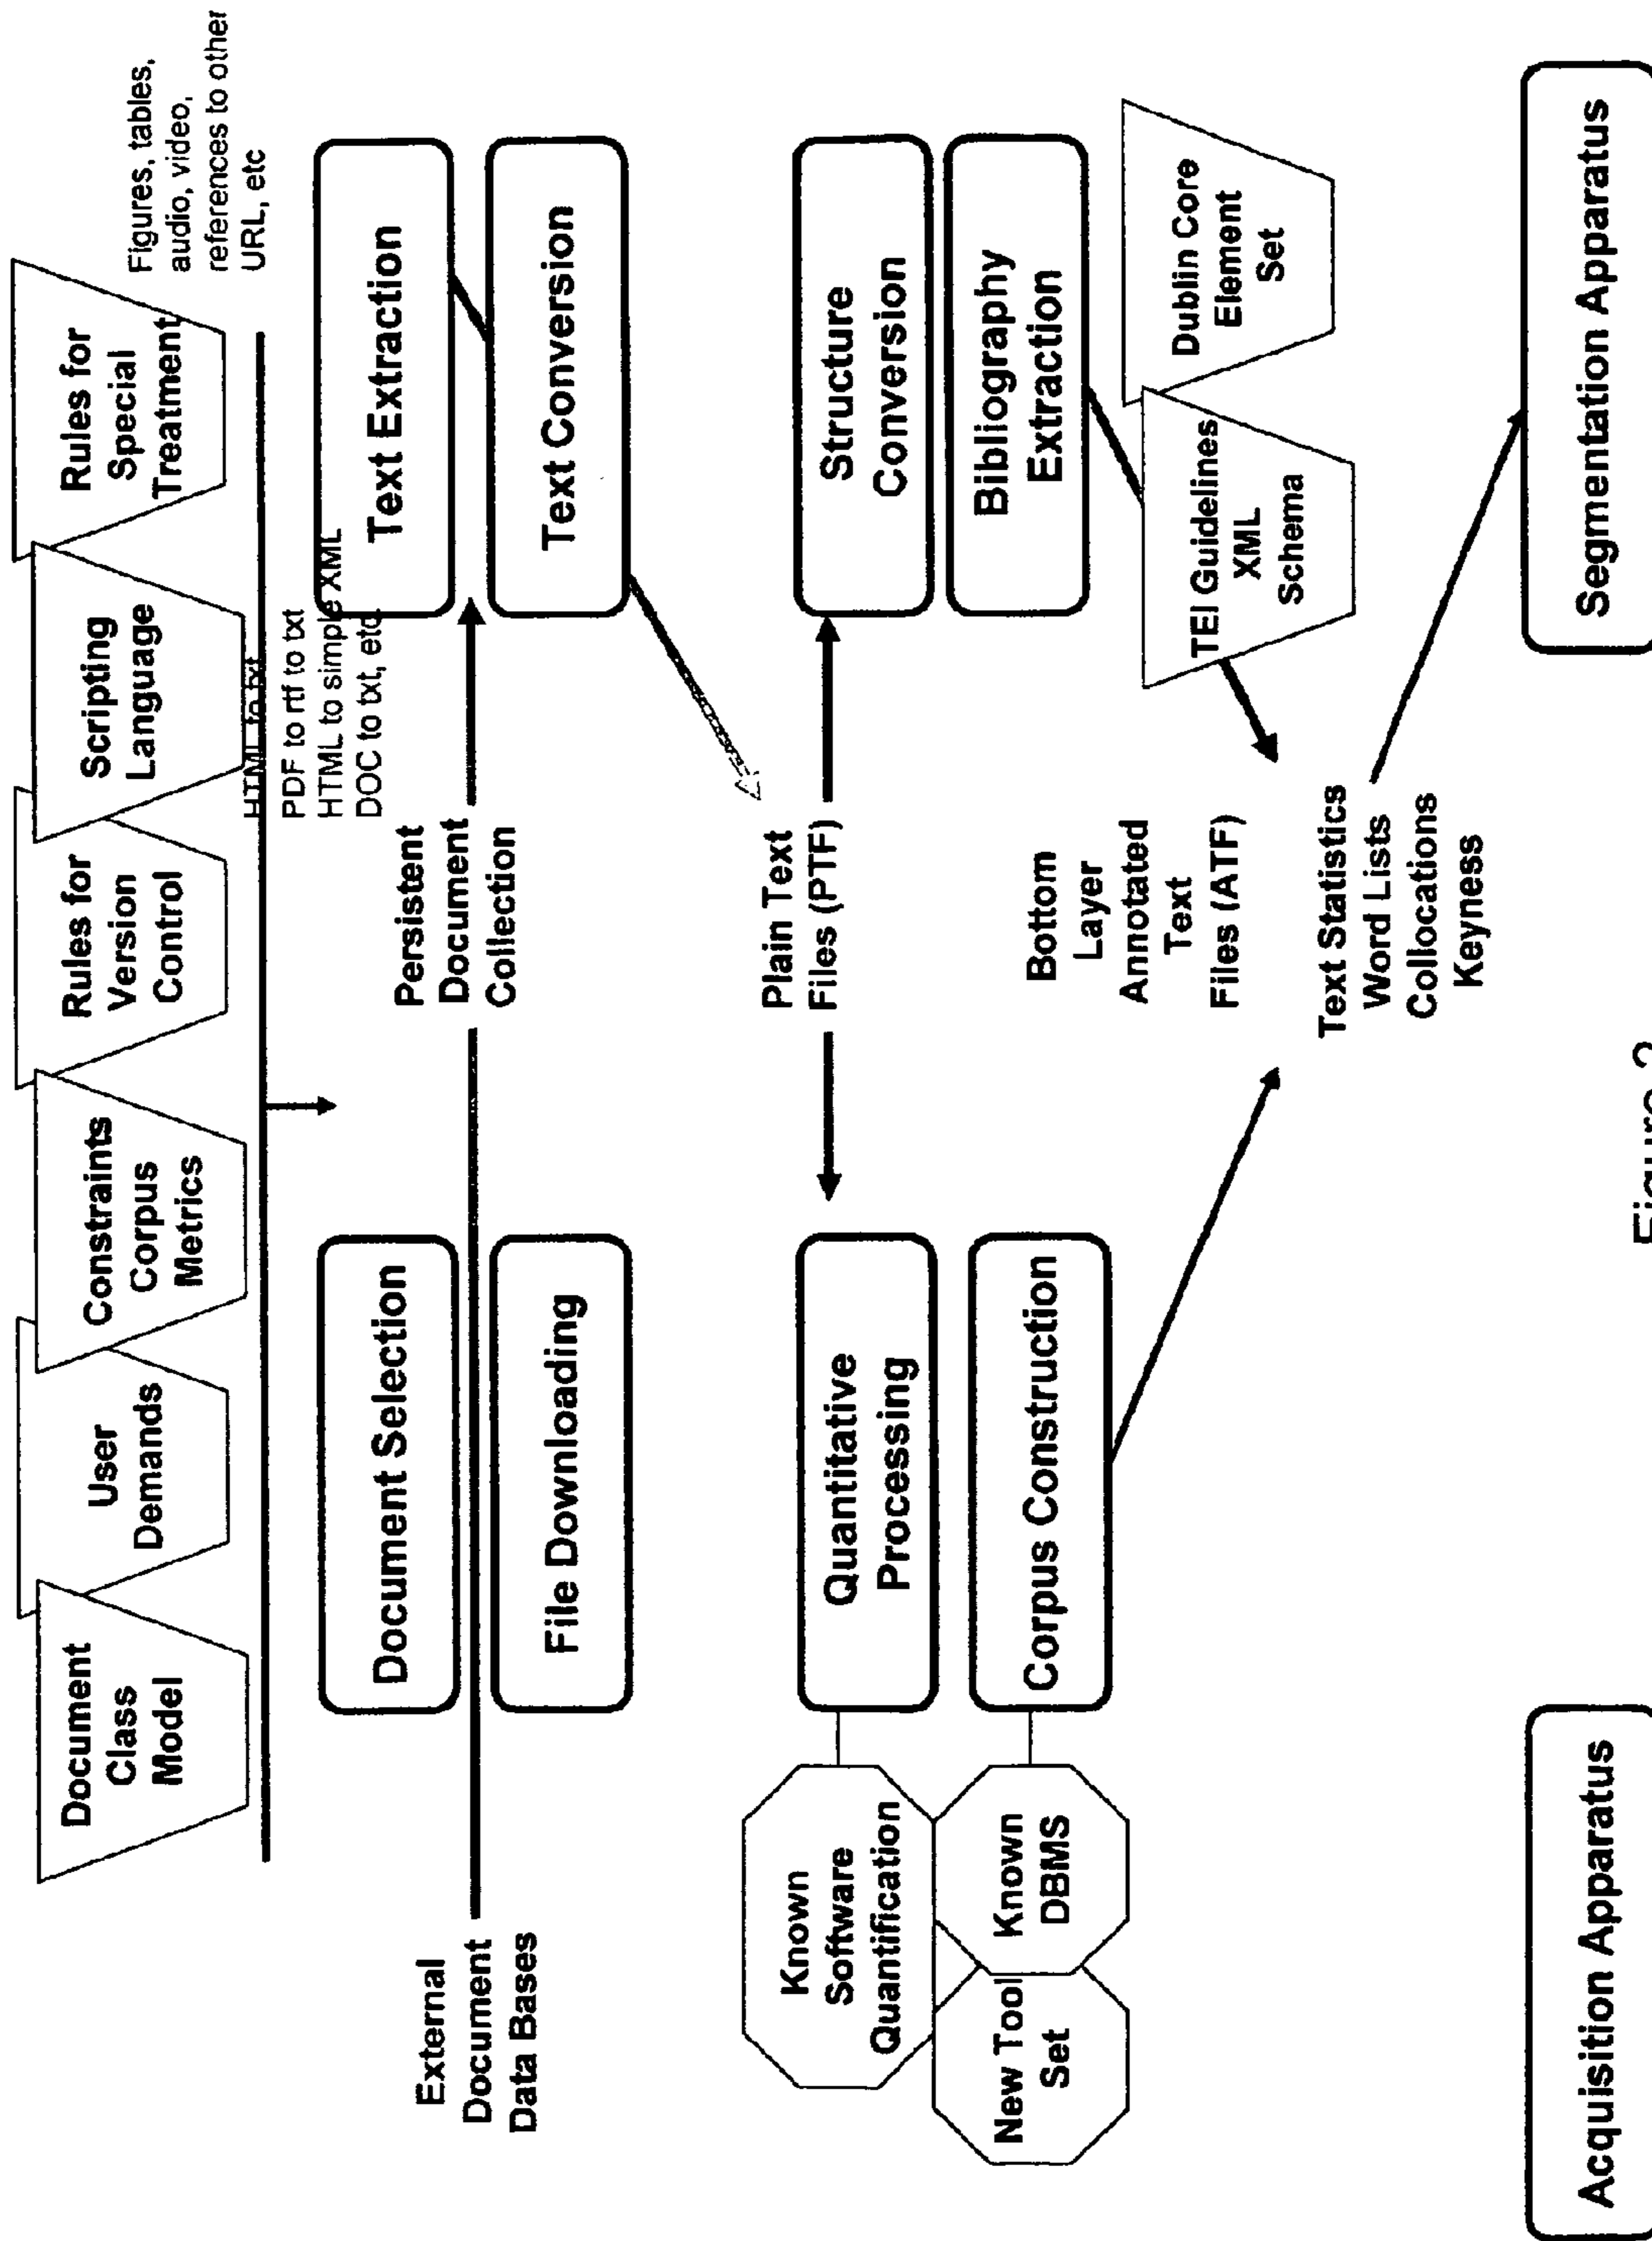 Document
Class
Model
User
Demands
Constraints
Corpus
Metrics
Rules for
Version
Control
Scripting
Language
Rules for
Special
Treatment
Figures, tables,
audio, video,
references to other
URL, etc
HTML to txt
PDF to rtf to txt
HTML to simple XML
DOC to txt, etc
External
Document
Data Bases
Document Selection
File Downloading
Persistent
Document
Collection
Text Extraction
Text Conversion
Known
Software
Quantification
New Tool
Set
Known
DBMS
Quantitative
Processing
Corpus Construction
Plain Text
Files (PTF)
Structure
Conversion
Bibliography
Extraction
Bottom
Layer
Annotated
Text
Files (ATF)
TEI Guidelines
XML
Schema
Dublin Core
Element
Set
Text Statistics
Word Lists
Collocations
Keyness
Acquisition Apparatus
Segmentation Apparatus